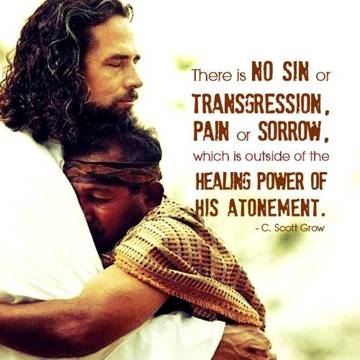 There is NO SIN or
TRANSGRESSION,
PAIN or SORROW,
which is outside of the
HEALING POWER OF
HIS ATONEMENT.
- C. Scott Grow